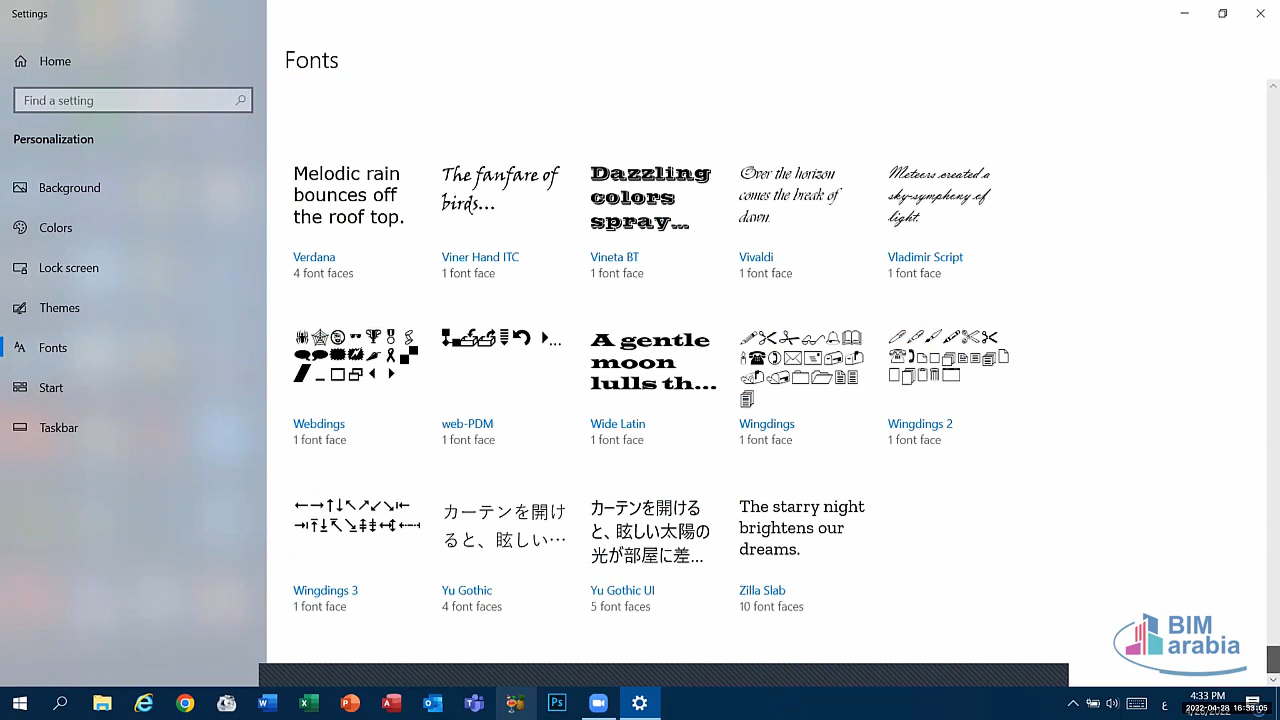 Settings
Home
Find a setting
Personalization
Background
Colors
Lock screen
Themes
Fonts
Start
Taskbar
Fonts
Melodic rain
bounces off
the roof top.
Verdana
4 font faces
The fanfare of
birds...
Viner Hand ITC
1 font face
Dazzling
colors
spray...
Vineta BT
1 font face
Over the horizon
comes the break of
dawn.
Vivaldi
1 font face
Meteors created a
sky-symphony of
light.
Vladimir Script
1 font face
Webdings
1 font face
web-PDM
1 font face
A gentle
moon
lulls th...
Wide Latin
1 font face
Wingdings
1 font face
Wingdings 2
1 font face
Wingdings 3
1 font face
カーテンを開け
ると、眩しい…
Yu Gothic
4 font faces
カーテンを開ける
と、眩しい太陽の
光が部屋に差...
Yu Gothic UI
5 font faces
The starry night
brightens our
dreams.
Zilla Slab
10 font faces
BIM
arabia
ع
4:33 PM